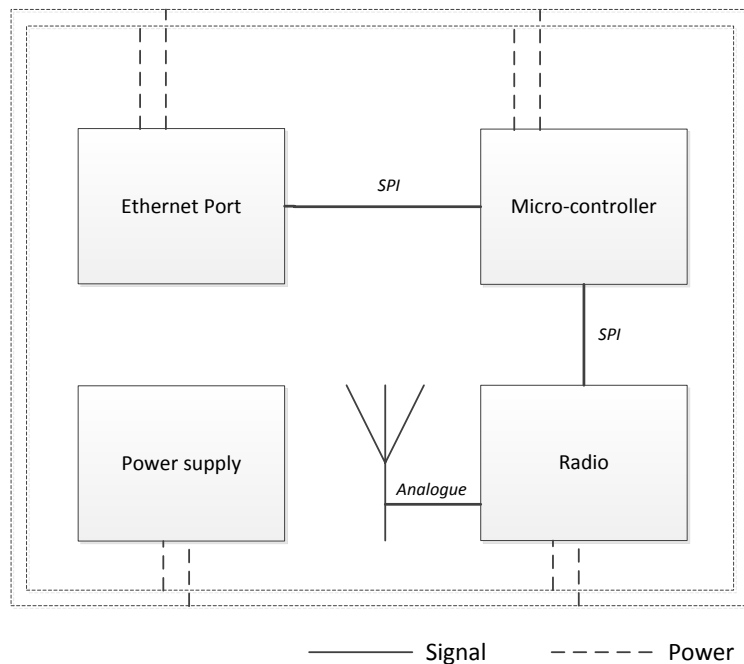 Ethernet Port
SPI
Micro-controller
SPI
Power supply
Analogue
Radio
Signal
Power